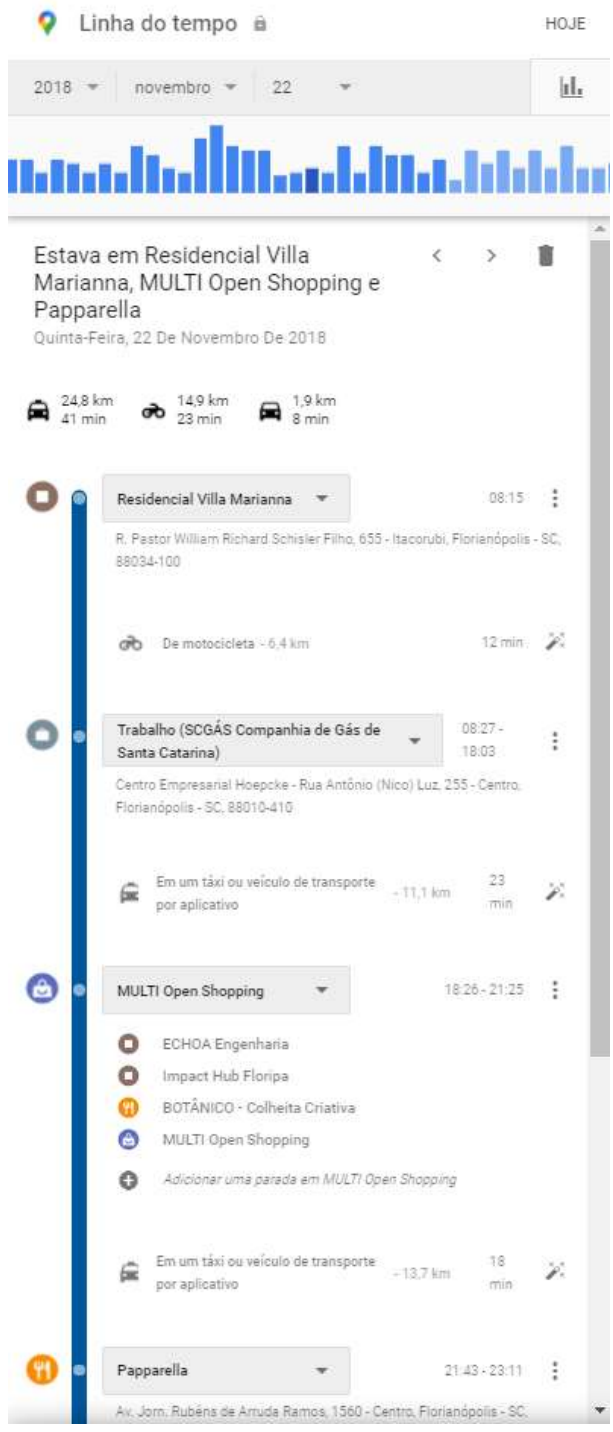 Linha do tempo
HOJE
2018 novembro 22
Estava em Residencial Villa
Marianna, MULTI Open Shopping e
Papparella
Quinta-Feira, 22 De Novembro De 2018
24,8 km 14,9 km 1,9 km
41 min 23 min 8 min
Residencial Villa Marianna 08:15
R. Pastor William Richard Schisler Filho, 655 - Itacorubi, Florianópolis - SC,
88034-100
De motocicleta - 6,4 km 12 min
Trabalho (SCGÁS Companhia de Gás de
Santa Catarina)
08:27 -
18:03
Centro Empresarial Hoepcke - Rua Antônio (Nico) Luz, 255 - Centro,
Florianópolis - SC, 88010-410
Em um táxi ou veículo de transporte
por aplicativo
- 11,1 km
23
min
MULTI Open Shopping 18:26 - 21:25
ECHOA Engenharia
Impact Hub Floripa
BOTÂNICO - Colheita Criativa
MULTI Open Shopping
Adicionar uma parada em MULTI Open Shopping
Em um táxi ou veículo de transporte
por aplicativo
- 13,7 km
18
min
Papparella 21:43 - 23:11
Av. Jorn. Rubéns de Arruda Ramos, 1560 - Centro, Florianópolis - SC,